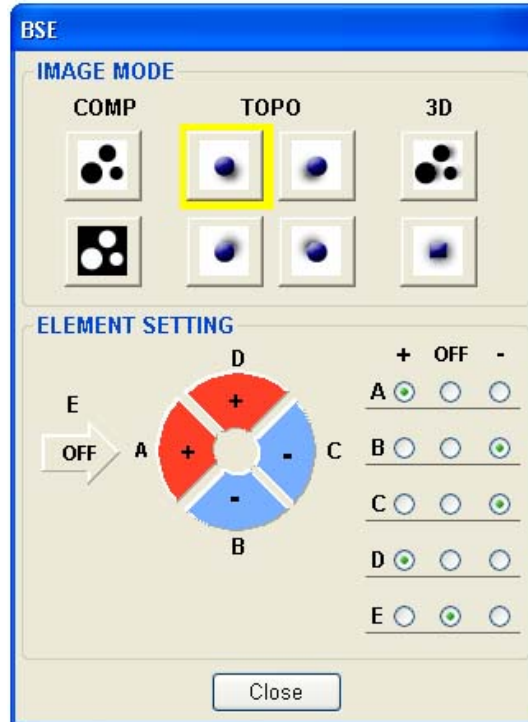 BSE
IMAGE MODE
COMP TOPO 3D
ELEMENT SETTING
+ OFF -
D
A
E
+
B
OFF A + - C
C
-
B
D
E
Close